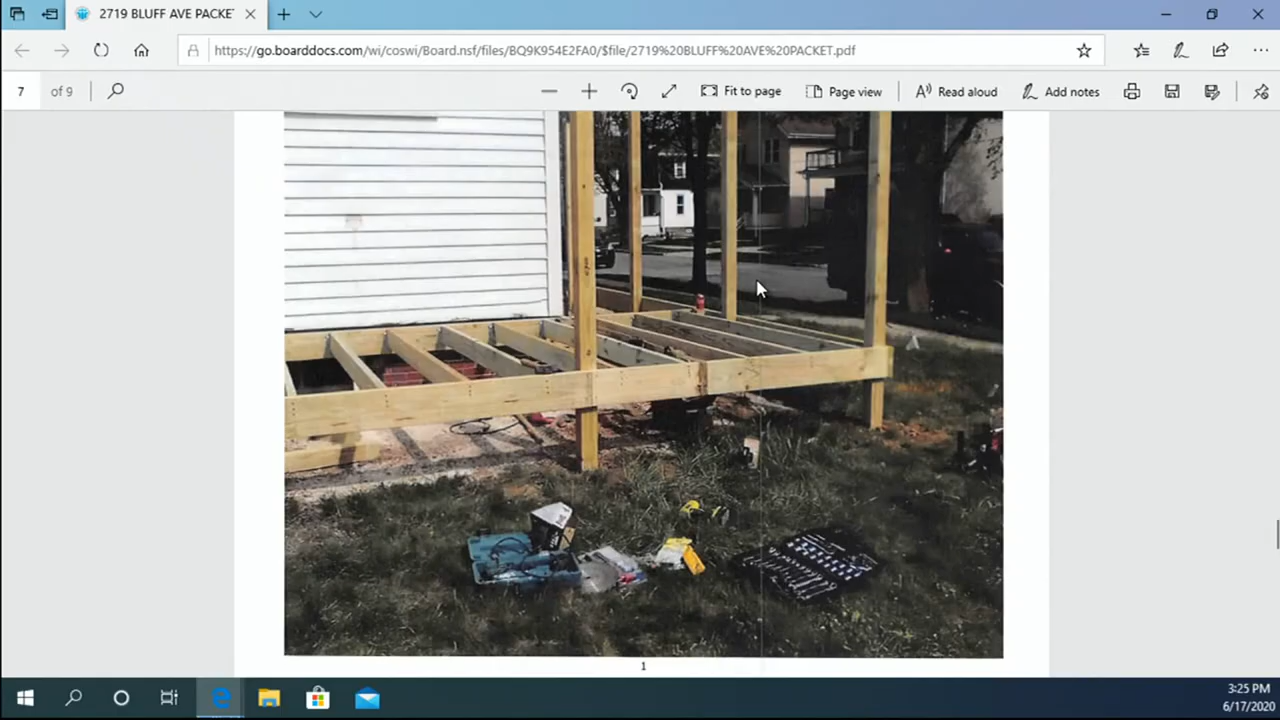 2719 BLUFF AVE PACKET
https://go.boarddocs.com/wi/coswi/Board.nsf/files/BQ9K954E2FA0/$file/2719%20BLUFF%20AVE%20PACKET.pdf
7 of 9
Fit to page
Page view
Read aloud
Add notes
1
3:25 PM
6/17/2020